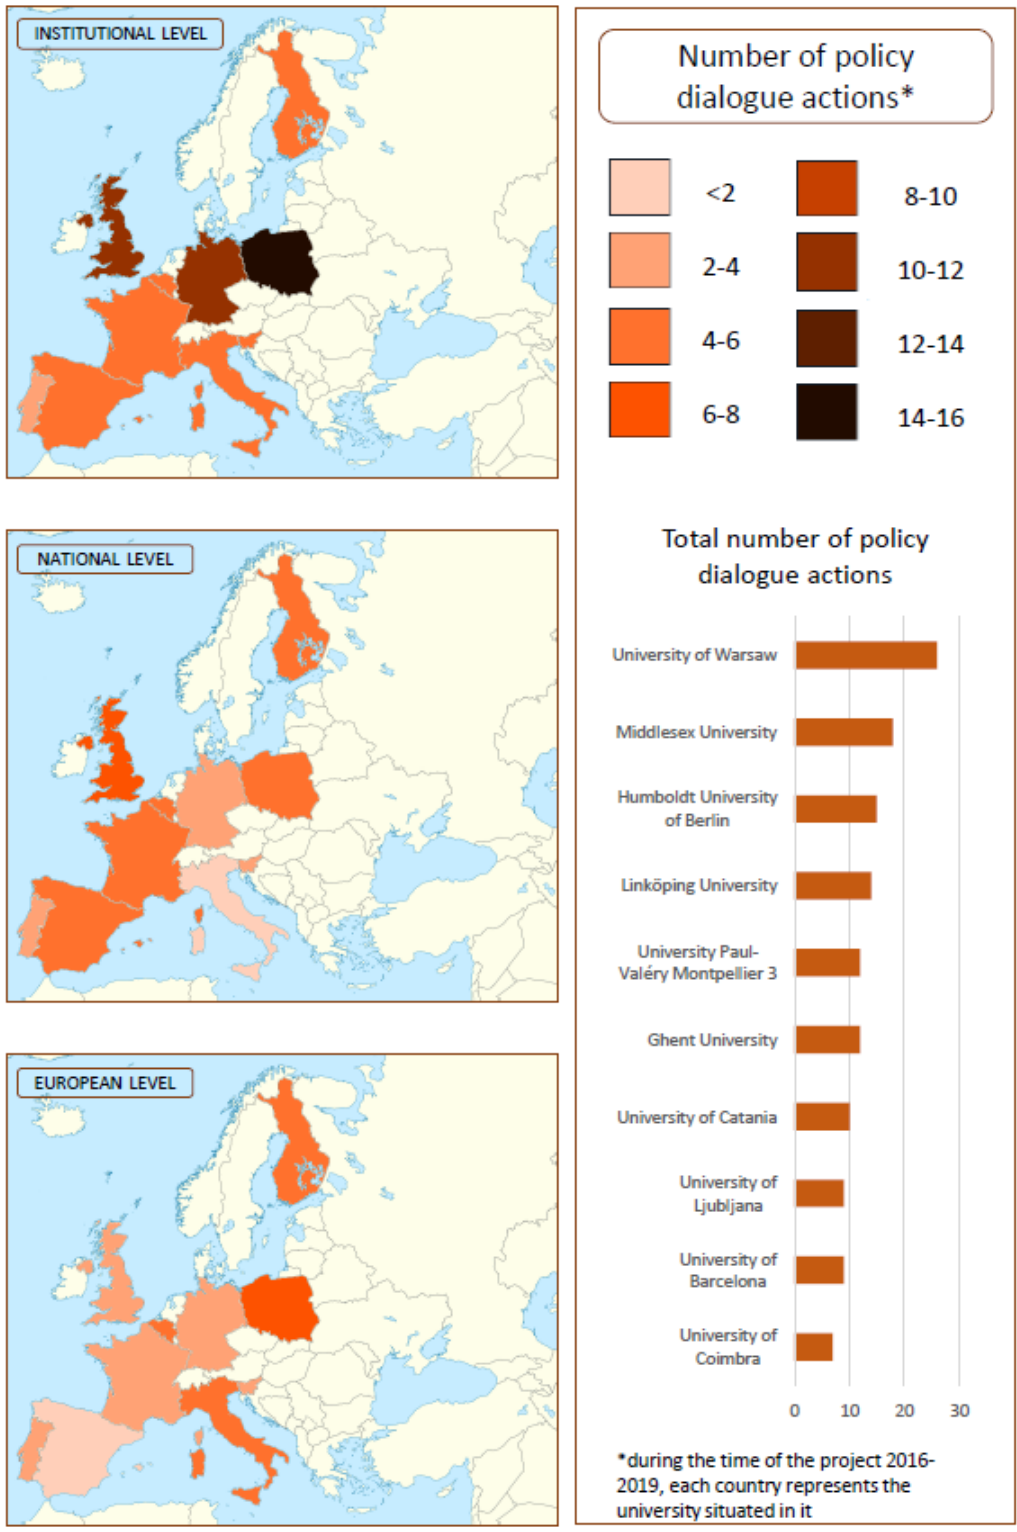 INSTITUTIONAL LEVEL
NATIONAL LEVEL
EUROPEAN LEVEL
Number of policy
dialogue actions*
<2
8-10
2-4
10-12
4-6
12-14
6-8
14-16
Total number of policy
dialogue actions
University of Warsaw
Middlesex University
Humboldt University
of Berlin
Linköping University
University Paul-
Valéry Montpellier 3
Ghent University
University of Catania
University of
Ljubljana
University of
Barcelona
University of
Coimbra
0 10 20 30
*during the time of the project 2016-
2019, each country represents the
university situated in it